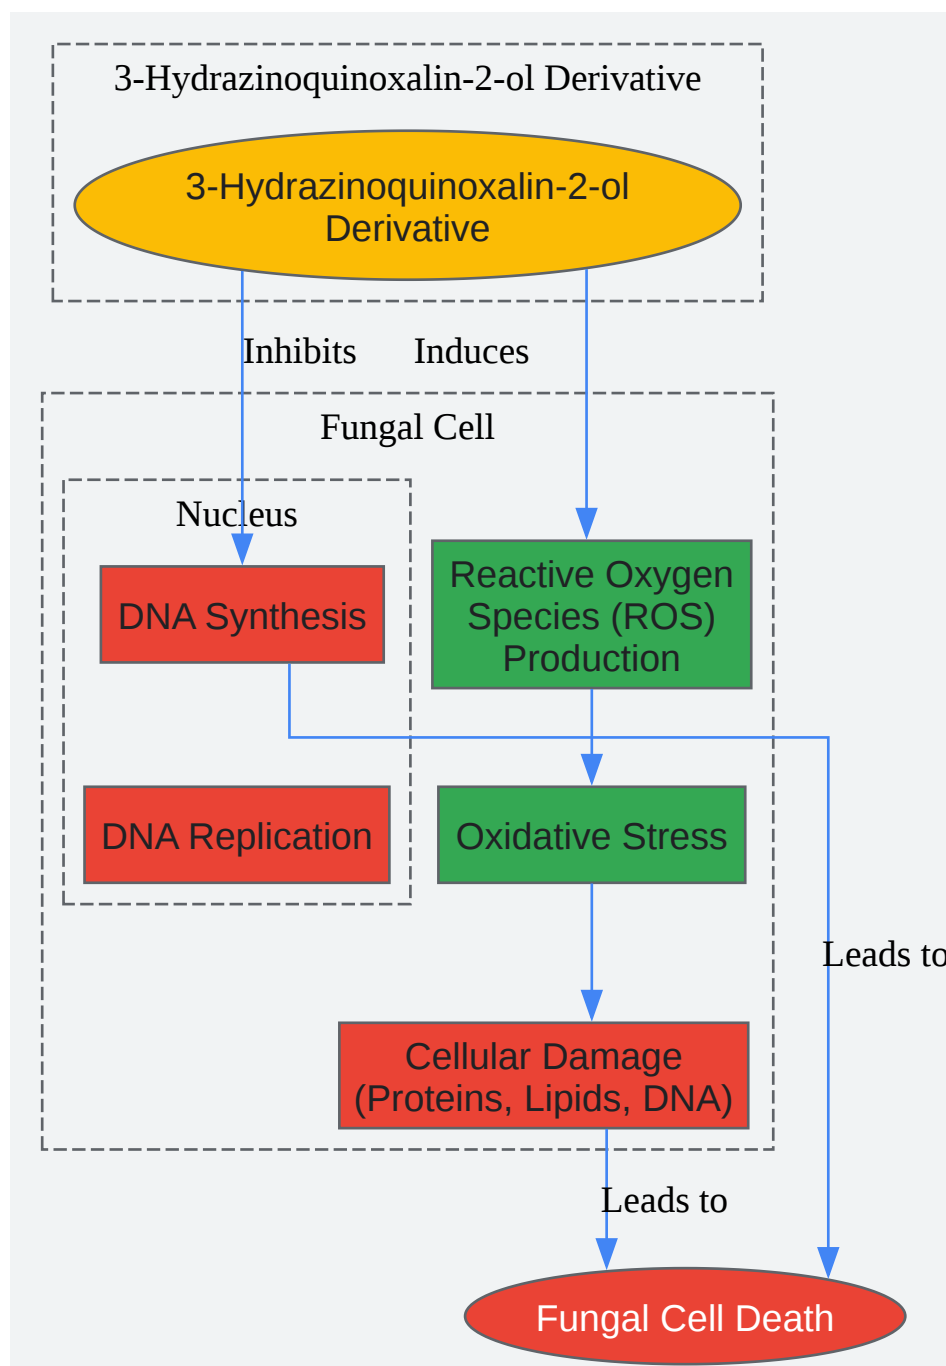 3-Hydrazinoquinoxalin-2-ol Derivative
3-Hydrazinoquinoxalin-2-ol
Derivative
Inhibits
Induces
Fungal Cell
Nucleus
DNA Synthesis
Reactive Oxygen
Species (ROS)
Production
DNA Replication
Oxidative Stress
Leads to
Cellular Damage
(Proteins, Lipids, DNA)
Leads to
Fungal Cell Death